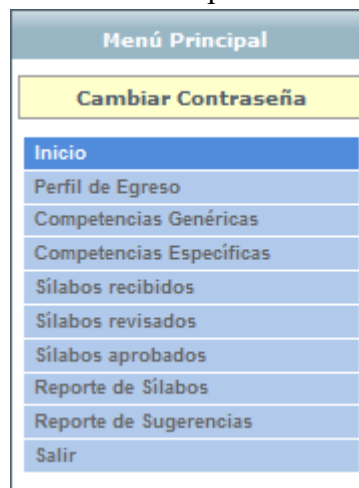 Menú Principal
Cambiar Contraseña
Inicio
Perfil de Egreso
Competencias Genéricas
Competencias Específicas
Sílabos recibidos
Sílabos revisados
Sílabos aprobados
Reporte de Sílabos
Reporte de Sugerencias
Salir